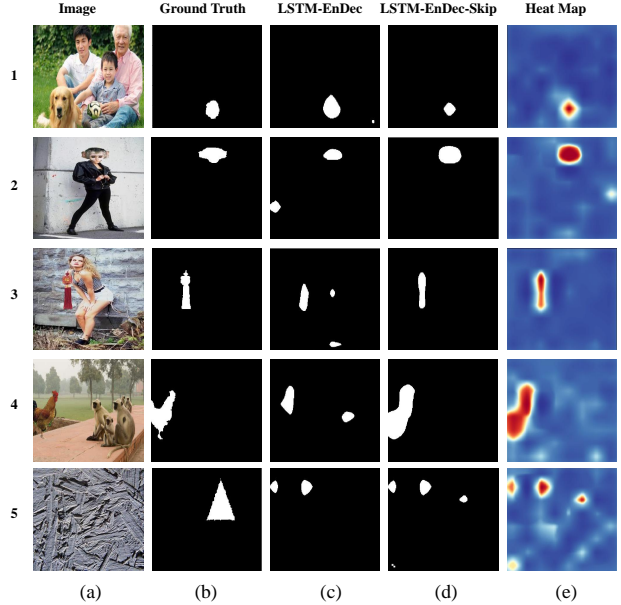 Image Ground Truth LSTM-EnDec LSTM-EnDec-Skip Heat Map
1
2
3
4
5
(a) (b) (c) (d) (e)